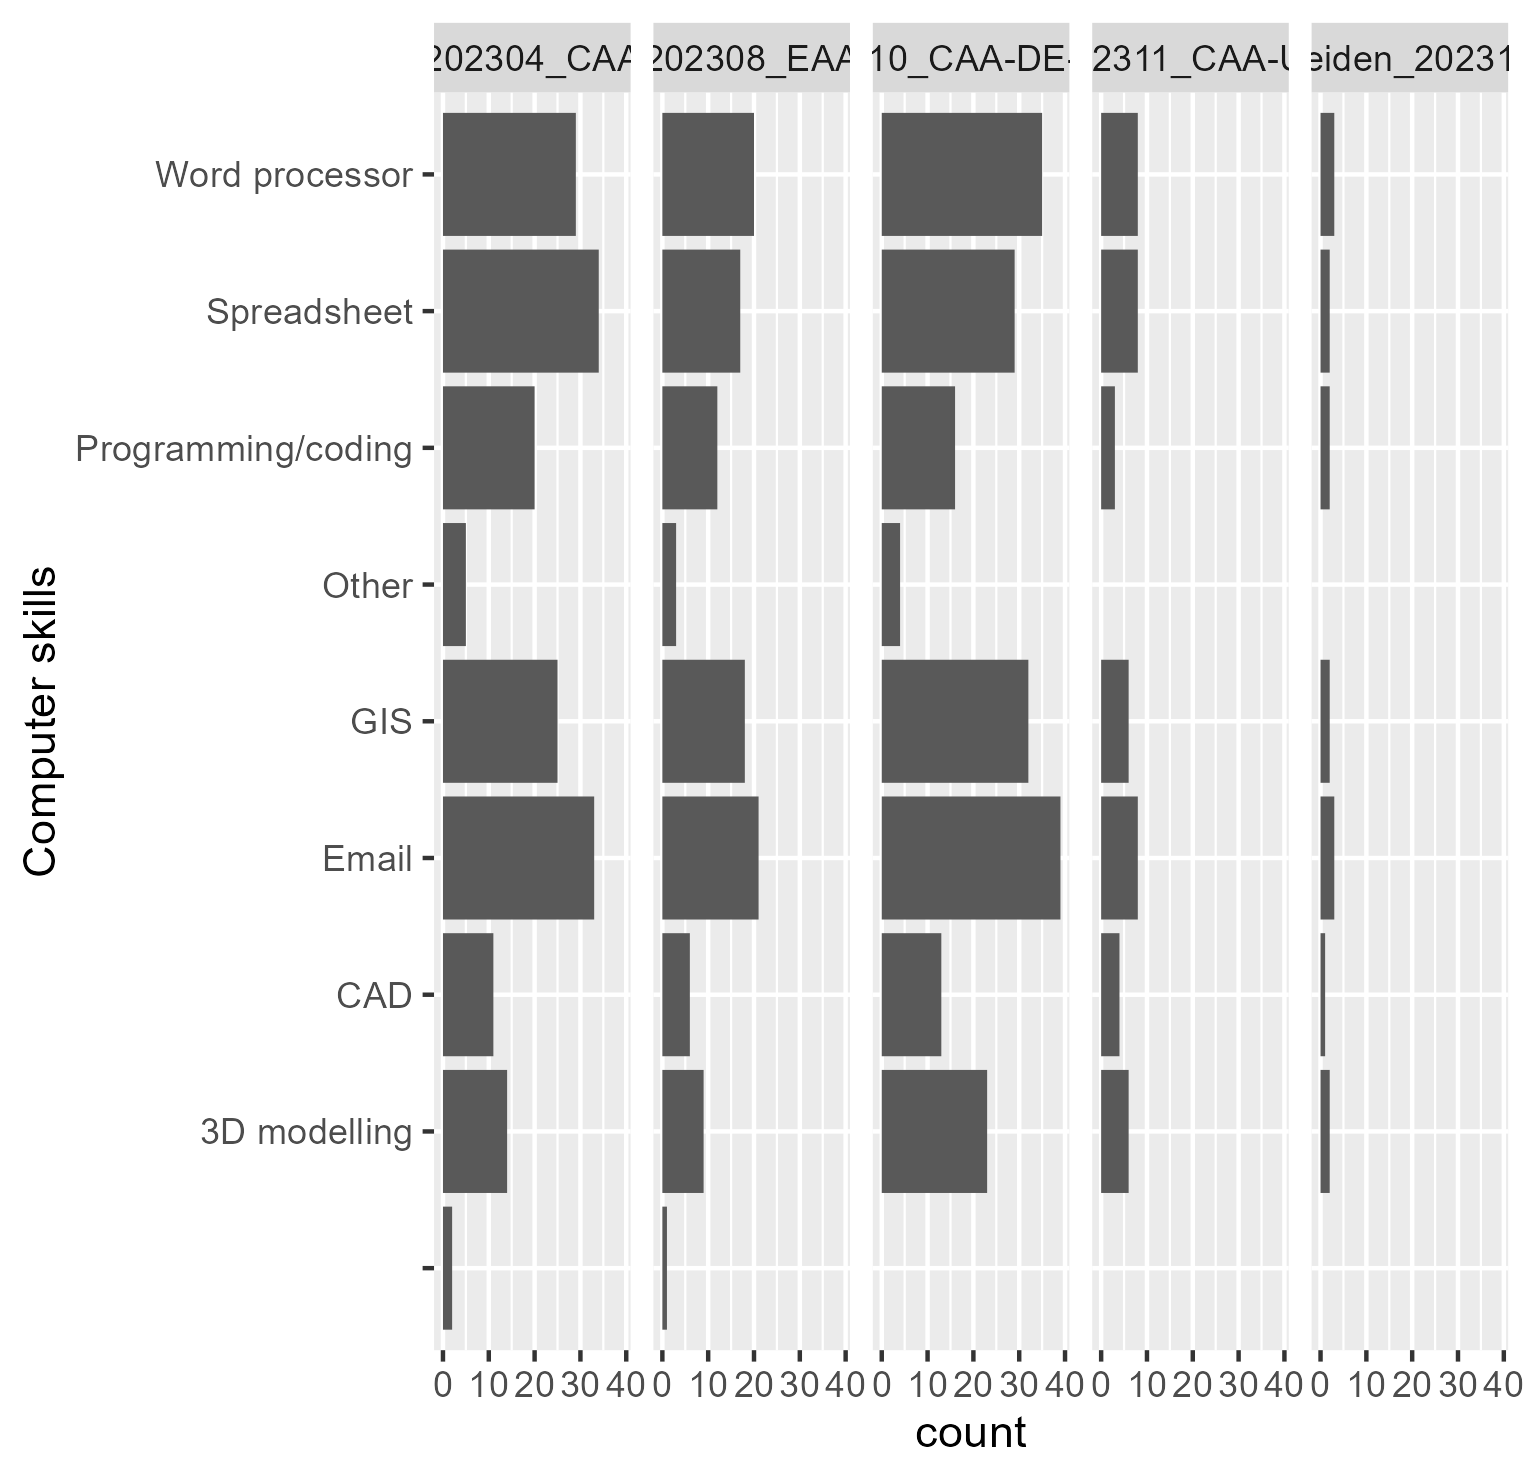 202304_CAA
202308_EAA
10_CAA-DE-
2311_CAA-U
eiden_20231
Word processor
Spreadsheet
Programming/coding
Other
GIS
Email
CAD
3D modelling
Computer skills
0 10 20 30 40 0 10 20 30 40 0 10 20 30 40 0 10 20 30 40 0 10 20 30 40
count